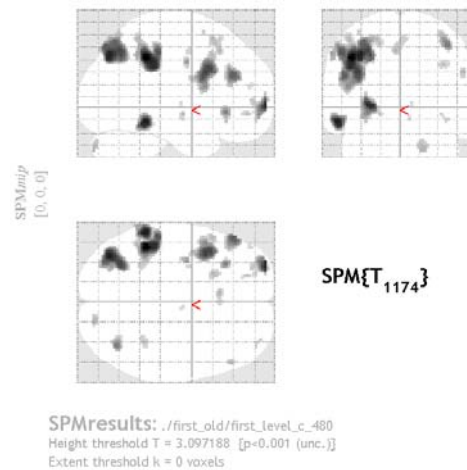 SPMmip
[0, 0, 0]
<
<
<
SPM{T1174}
SPMresults: ./first_old/first_level_c_480
Height threshold T = 3.097188 [p<0.001 (unc.)]
Extent threshold k = 0 voxels